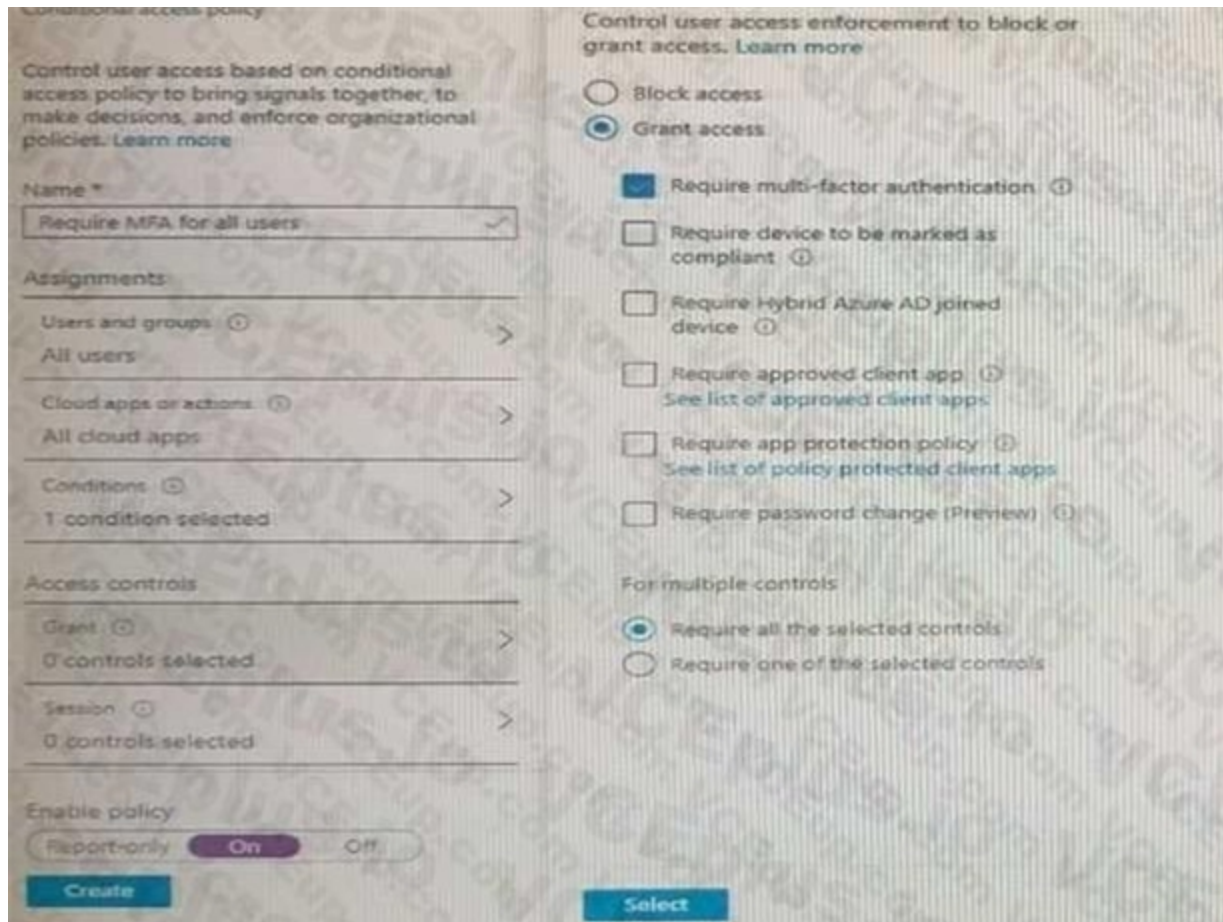 Conditional access policy
Control user access based on conditional
access policy to bring signals together, to
make decisions, and enforce organizational
policies. Learn more
Name *
Require MFA for all users
Assignments
Users and groups
All users
Cloud apps or actions
All cloud apps
Conditions
1 condition selected
Access controls
Grant
0 controls selected
Session
0 controls selected
Enable policy
Report-only On Off
Create
Control user access enforcement to block or
grant access. Learn more
Block access
Grant access
Require multi-factor authentication
Require device to be marked as
compliant
Require Hybrid Azure AD joined
device
Require approved client app
See list of approved client apps
Require app protection policy
See list of policy protected client apps
Require password change (Preview)
For multiple controls
Require all the selected controls
Require one of the selected controls
Select